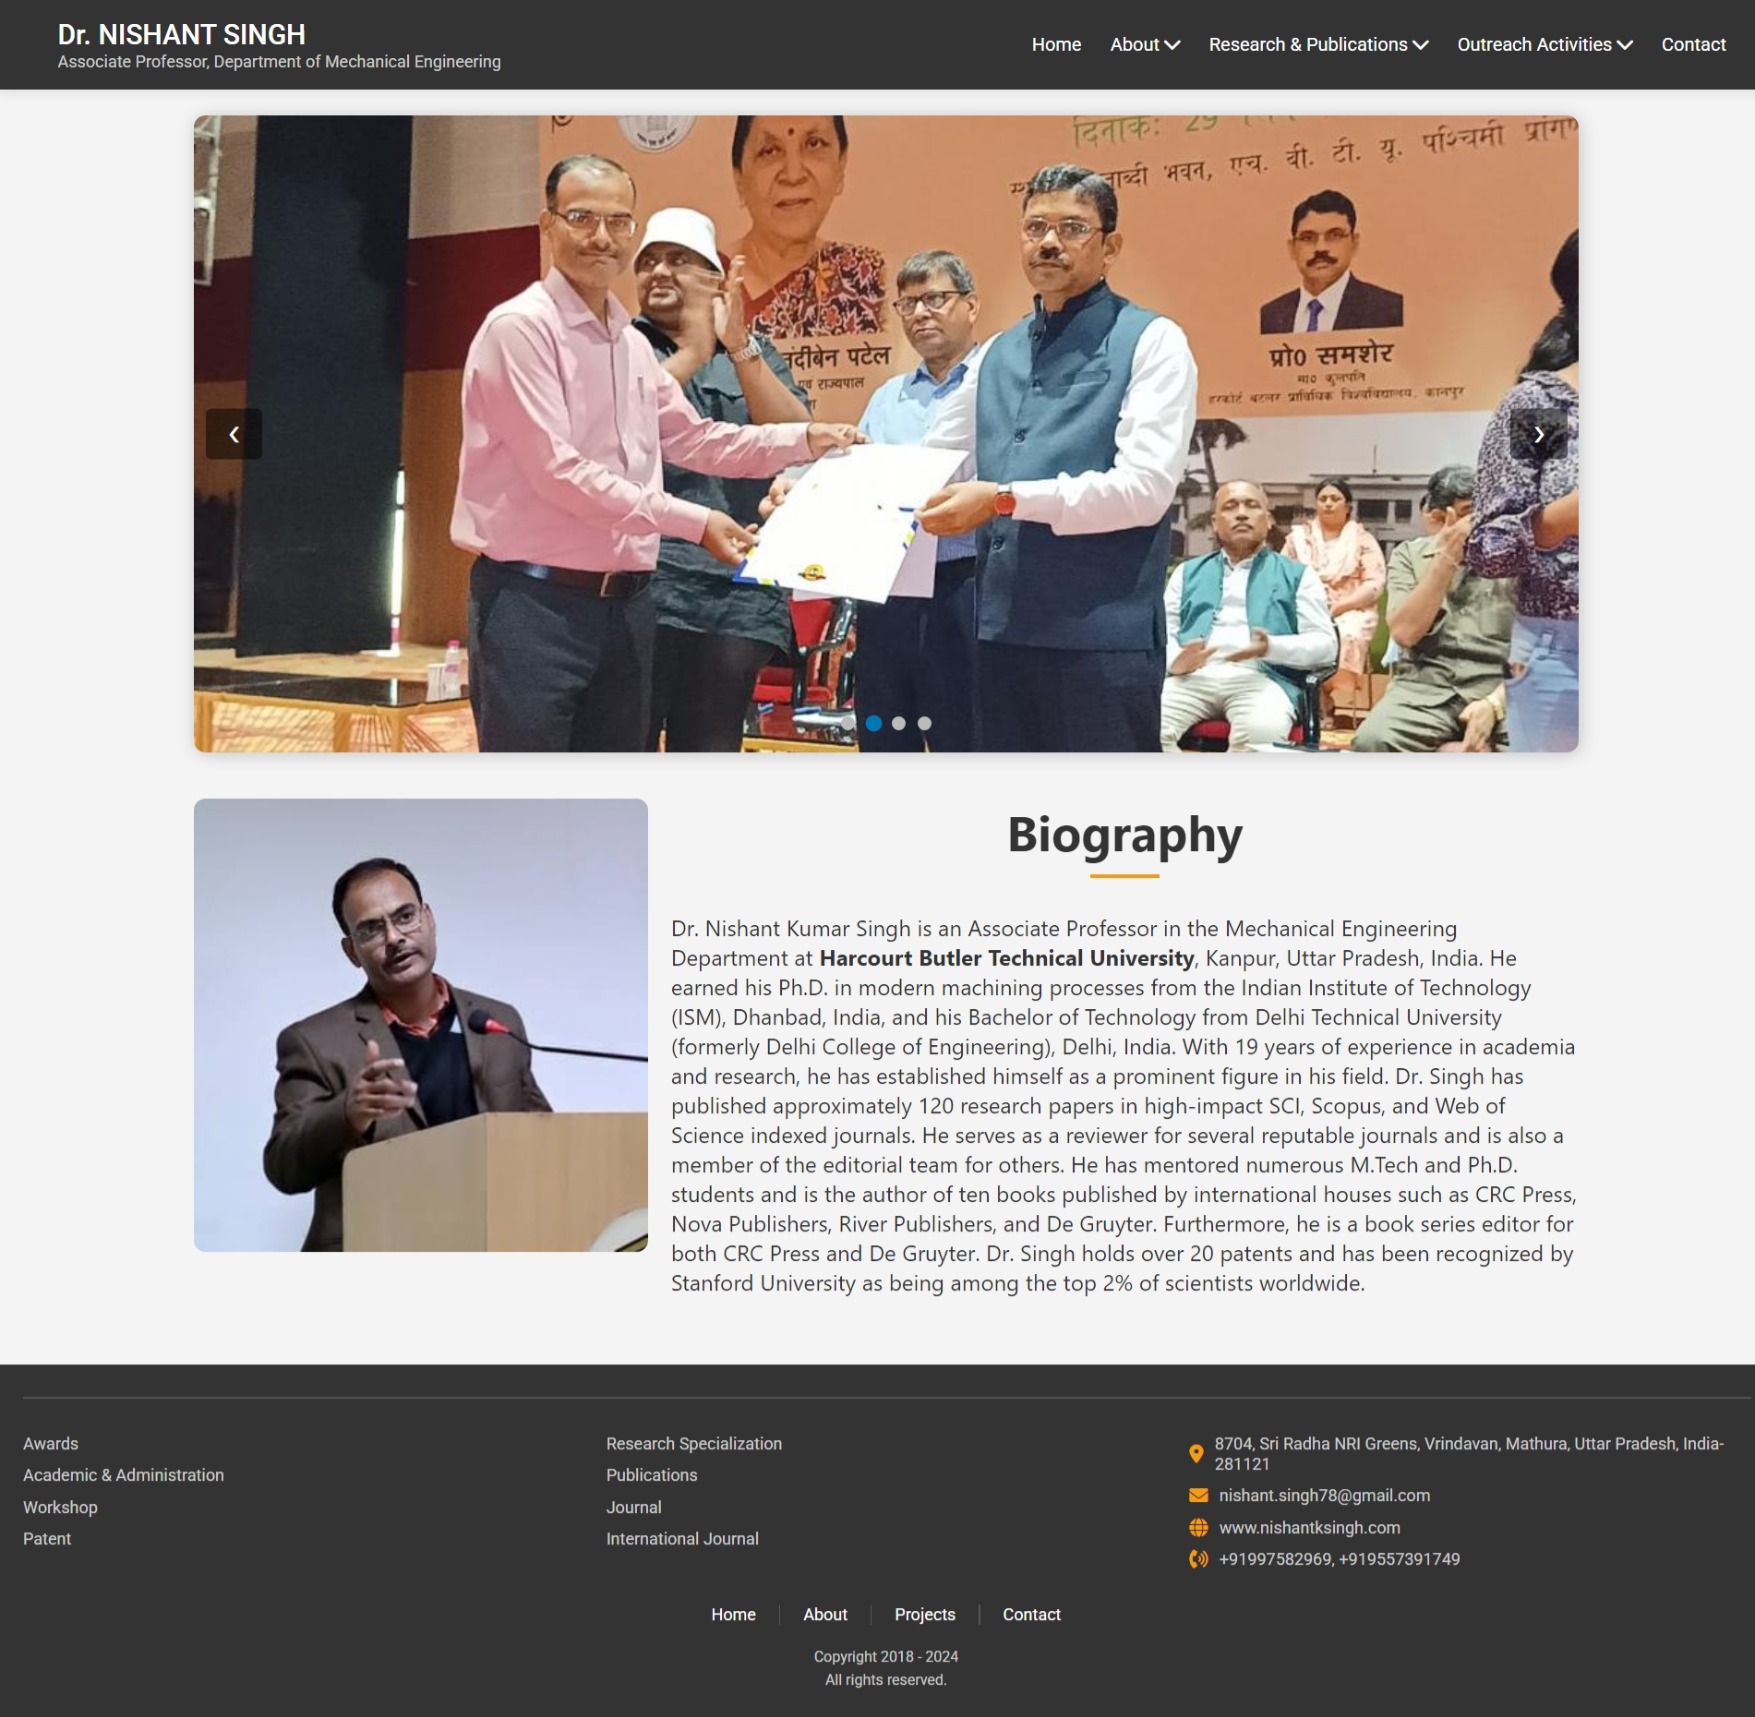 Dr. NISHANT SINGH
Associate Professor, Department of Mechanical Engineering
Home
About
Research & Publications
Outreach Activities
Contact
दिनांक: 29
भवन, एच. बी. टी. यू. पश्चिमी
पटेल
राज्यपाल
प्रो0 समशेर
मा0 कुलपति
हरकोर्ट बटलर प्राविधिक विश्वविद्यालय, कानपुर
Biography
Dr. Nishant Kumar Singh is an Associate Professor in the Mechanical Engineering
Department at Harcourt Butler Technical University, Kanpur, Uttar Pradesh, India. He
earned his Ph.D. in modern machining processes from the Indian Institute of Technology
(ISM), Dhanbad, India, and his Bachelor of Technology from Delhi Technical University
(formerly Delhi College of Engineering), Delhi, India. With 19 years of experience in academia
and research, he has established himself as a prominent figure in his field. Dr. Singh has
published approximately 120 research papers in high-impact SCI, Scopus, and Web of
Science indexed journals. He serves as a reviewer for several reputable journals and is also a
member of the editorial team for others. He has mentored numerous M.Tech and Ph.D.
students and is the author of ten books published by international houses such as CRC Press,
Nova Publishers, River Publishers, and De Gruyter. Furthermore, he is a book series editor for
both CRC Press and De Gruyter. Dr. Singh holds over 20 patents and has been recognized by
Stanford University as being among the top 2% of scientists worldwide.
Awards
Academic & Administration
Workshop
Patent
Research Specialization
Publications
Journal
International Journal
8704, Sri Radha NRI Greens, Vrindavan, Mathura, Uttar Pradesh, India-
281121
nishant.singh78@gmail.com
www.nishantksingh.com
+91997582969, +919557391749
Home
About
Projects
Contact
Copyright 2018 - 2024
All rights reserved.